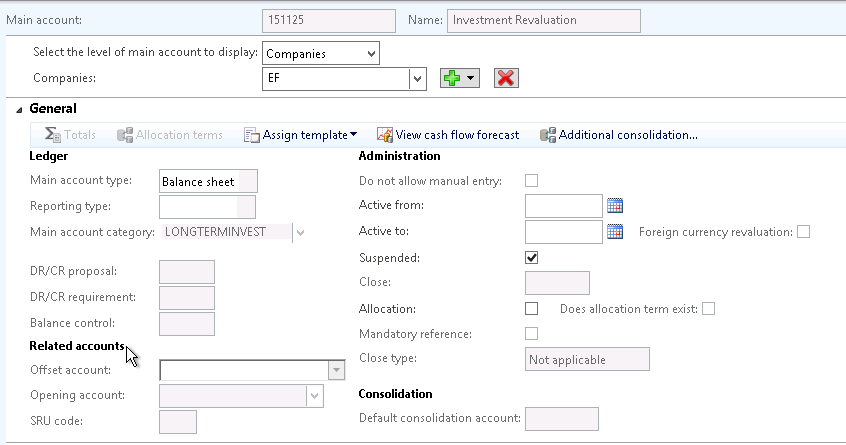 Main account: 151125 Name: Investment Revaluation
Select the level of main account to display: Companies
Companies: EF
General
Totals Allocation terms Assign template View cash flow forecast Additional consolidation...
Ledger
Main account type: Balance sheet
Reporting type:
Main account category: LONGTERMINVEST
DR/CR proposal:
DR/CR requirement:
Balance control:
Related accounts
Offset account:
Opening account:
SRU code:
Administration
Do not allow manual entry:
Active from:
Active to: Foreign currency revaluation:
Suspended:
Close:
Allocation: Does allocation term exist:
Mandatory reference:
Close type: Not applicable
Consolidation
Default consolidation account: